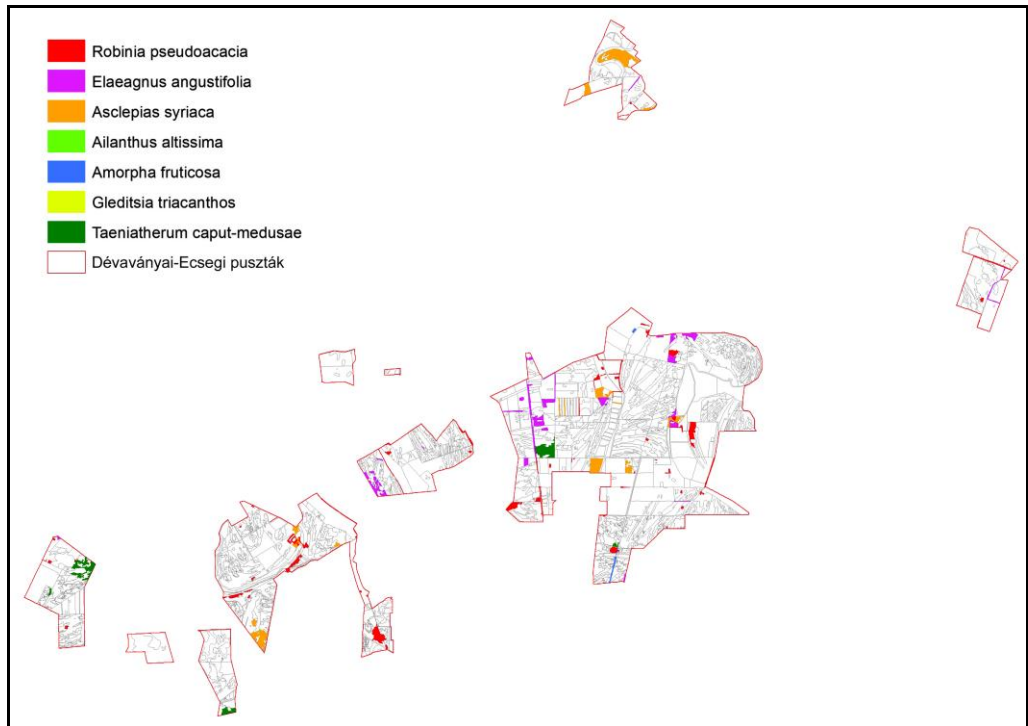 Robinia pseudoacacia
Elaeagnus angustifolia
Asclepias syriaca
Ailanthus altissima
Amorpha fruticosa
Gleditsia triacanthos
Taeniatherum caput-medusae
Dévaványai-Ecsegi puszták